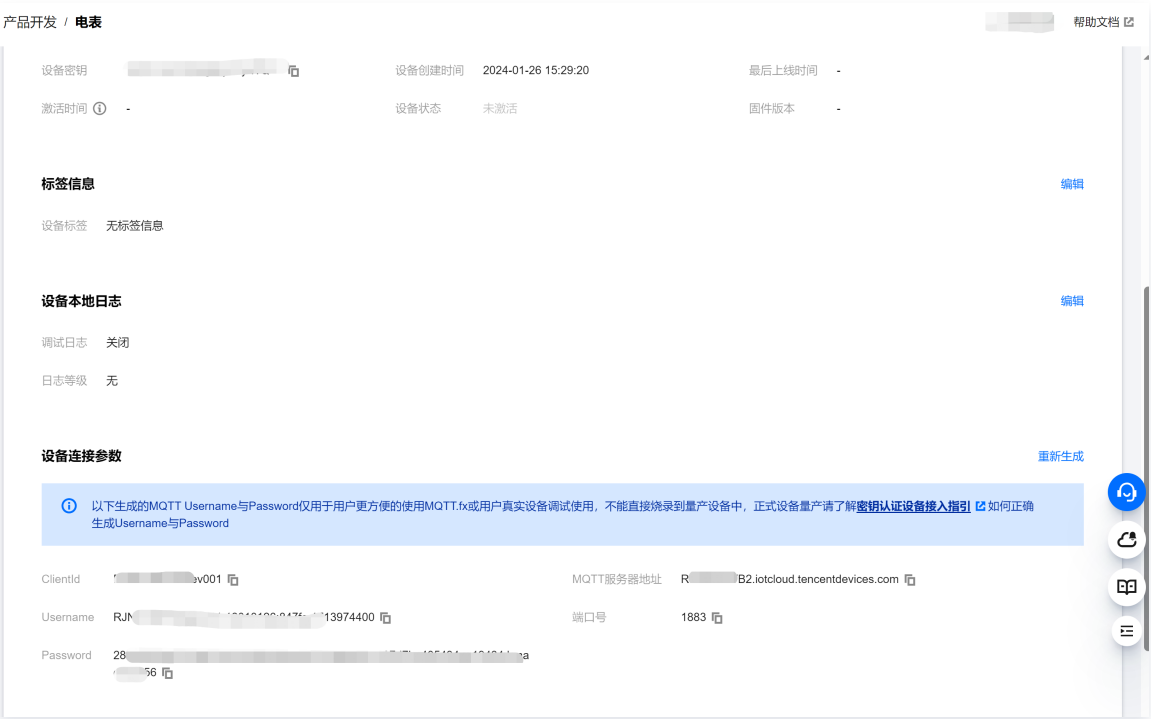 产品开发 / 电表
帮助文档
设备密钥
设备创建时间 2024-01-26 15:29:20
最后上线时间 -
激活时间 -
设备状态 未激活
固件版本 -
标签信息 编辑
设备标签 无标签信息
设备本地日志 编辑
调试日志 关闭
日志等级 无
设备连接参数 重新生成
以下生成的MQTT Username与Password仅用于用户更方便的使用MQTT.fx或用户真实设备调试使用，不能直接烧录到量产设备中，正式设备量产请了解密钥认证设备接入指引 如何正确
生成Username与Password
ClientId ev001
MQTT服务器地址 R B2.iotcloud.tencentdevices.com
Username RJN 13974400
端口号 1883
Password 28
56